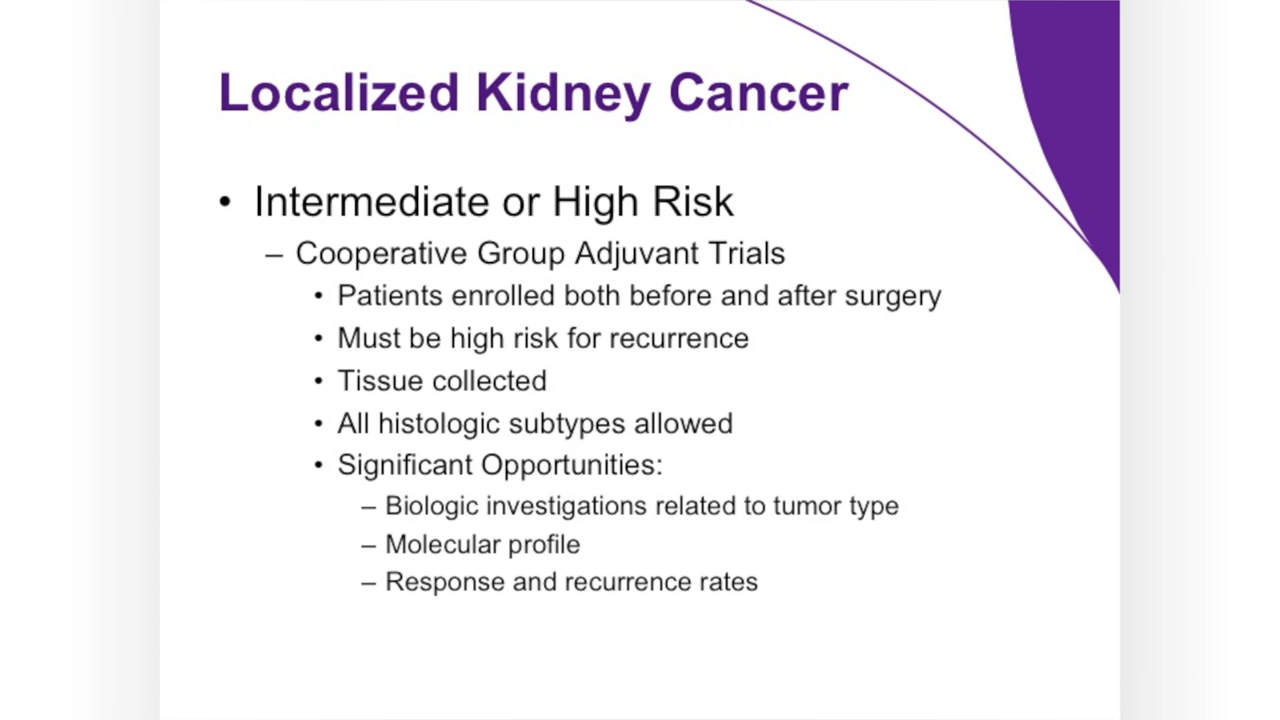 Localized Kidney Cancer
• Intermediate or High Risk
– Cooperative Group Adjuvant Trials
• Patients enrolled both before and after surgery
• Must be high risk for recurrence
• Tissue collected
• All histologic subtypes allowed
• Significant Opportunities:
– Biologic investigations related to tumor type
– Molecular profile
– Response and recurrence rates